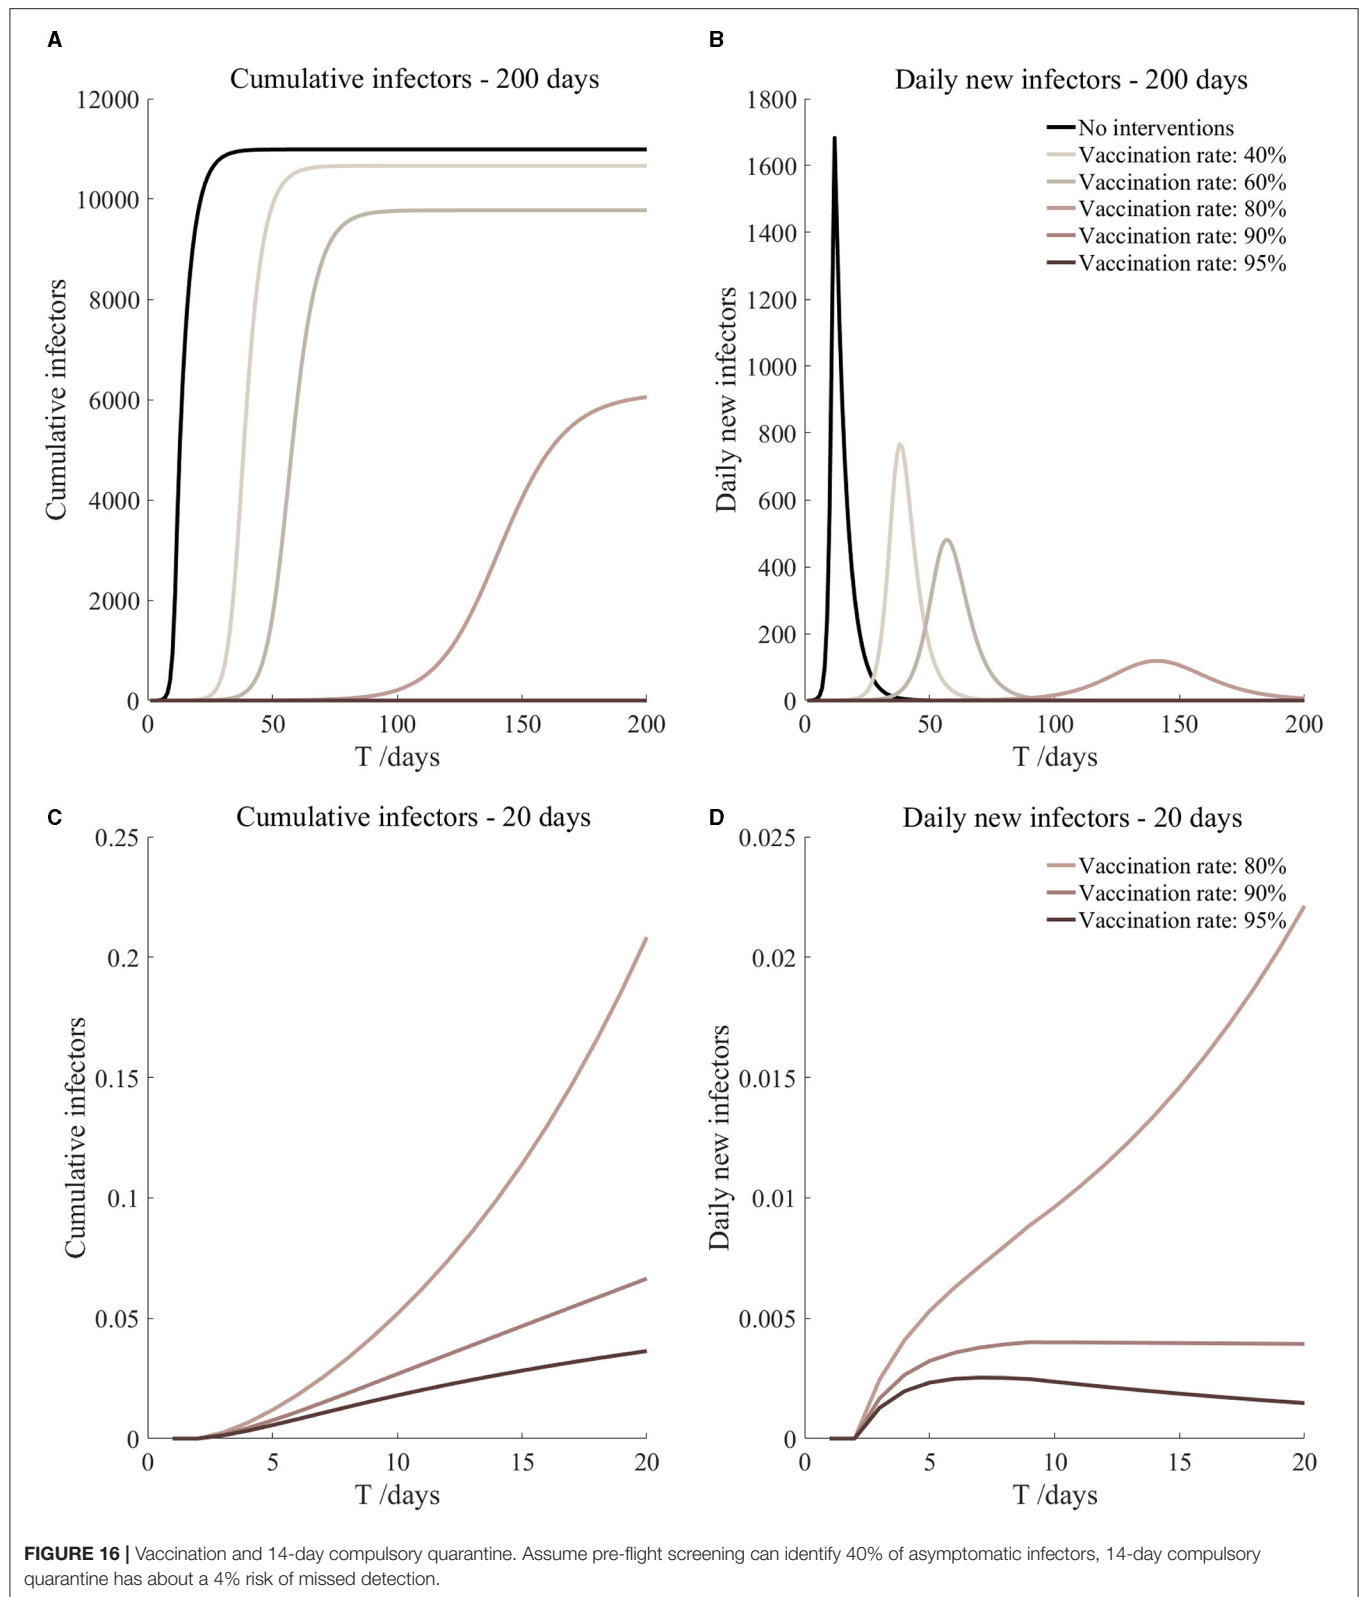 A
Cumulative infectors - 200 days
12000
10000
8000
6000
4000
2000
0
Cumulative infectors
0 50 100 150 200
T /days
B
Daily new infectors - 200 days
1800
1600
1400
1200
1000
800
600
400
200
0
Daily new infectors
No interventions
Vaccination rate: 40%
Vaccination rate: 60%
Vaccination rate: 80%
Vaccination rate: 90%
Vaccination rate: 95%
0 50 100 150 200
T /days
C
Cumulative infectors - 20 days
0.25
0.2
0.15
0.1
0.05
0
Cumulative infectors
0 5 10 15 20
T /days
D
Daily new infectors - 20 days
0.025
0.02
0.015
0.01
0.005
0
Daily new infectors
Vaccination rate: 80%
Vaccination rate: 90%
Vaccination rate: 95%
0 5 10 15 20
T /days
FIGURE 16 | Vaccination and 14-day compulsory quarantine. Assume pre-flight screening can identify 40% of asymptomatic infectors, 14-day compulsory
quarantine has about a 4% risk of missed detection.